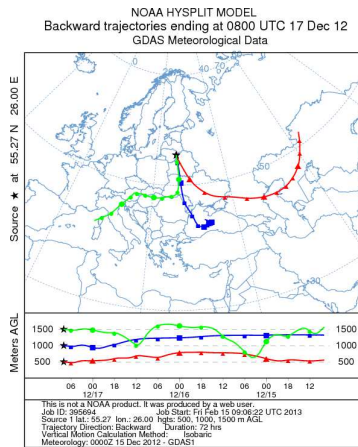 NOAA HYSPLIT MODEL
Backward trajectories ending at 0800 UTC 17 Dec 12
GDAS Meteorological Data
Source ★ at 55.27 N 26.00 E
Meters AGL
1500 1500
1000 1000
500 500
06 00 18 12 06 00 18 12 06 00 18 12
12/17 12/16 12/15
This is not a NOAA product. It was produced by a web user.
Job ID: 395694 Job Start: Fri Feb 15 09:06:22 UTC 2013
Source 1 lat.: 55.27 lon.: 26.00 hgts: 500, 1000, 1500 m AGL
Trajectory Direction: Backward Duration: 72 hrs
Vertical Motion Calculation Method: Isobaric
Meteorology: 0000Z 15 Dec 2012 - GDAS1